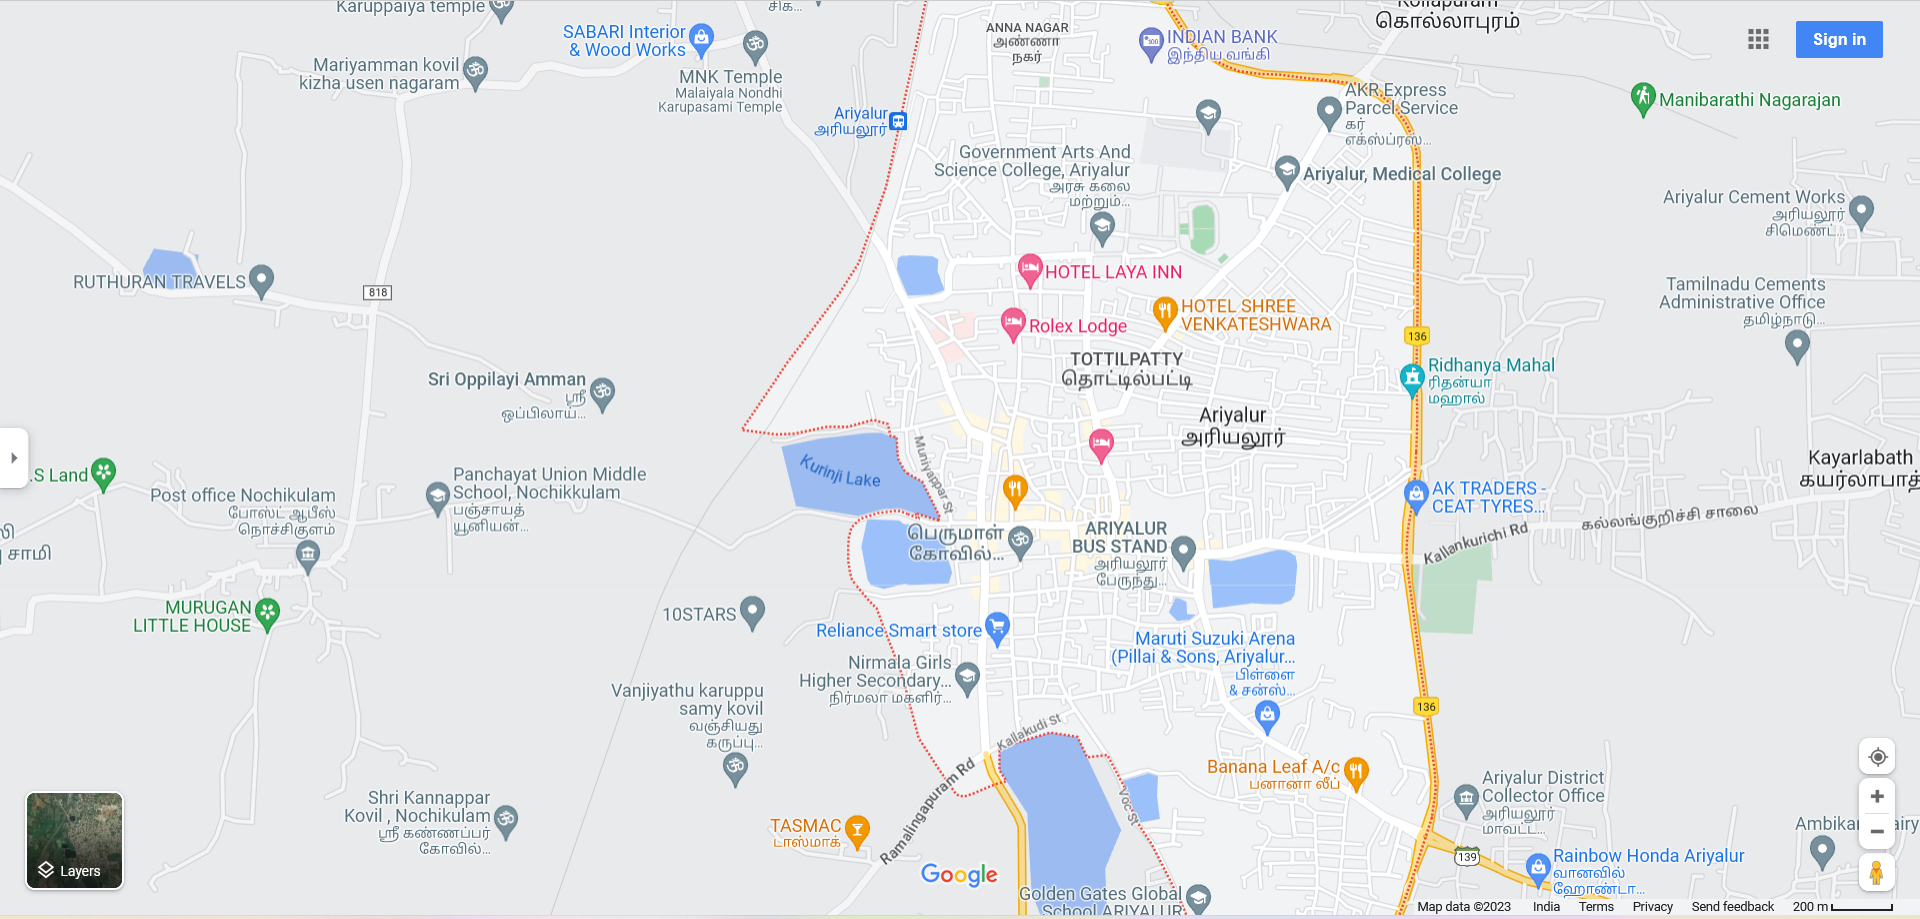 Karuppaiya temple
SABARI Interior
& Wood Works
Mariyamman kovil
kizha usen nagaram
MNK Temple
Malaiyala Nondhi
Karupasami Temple
சிக...
ANNA NAGAR
அண்ணா
நகர்
INDIAN BANK
இந்திய வங்கி
Kollapuram
கொல்லாபுரம்
Sign in
AKR Express
Parcel Service
கர்
எக்ஸ்ப்ரஸ்...
Manibarathi Nagarajan
Ariyalur
அரியலூர்
Government Arts And
Science College, Ariyalur
அரசு கலை
மற்றும்...
Ariyalur, Medical College
Ariyalur Cement Works
அரியலூர்
சிமெண்ட்...
RUTHURAN TRAVELS
818
HOTEL LAYA INN
HOTEL SHREE
VENKATESHWARA
Rolex Lodge
Tamilnadu Cements
Administrative Office
தமிழ்நாடு...
136
TOTTILPATTY
தொட்டில்பட்டி
Ridhanya Mahal
ரிதன்யா
மஹால்
Sri Oppilayi Amman
ஸ்ரீ
ஒப்பிலாய்...
Ariyalur
அரியலூர்
Kurinji Lake
Muniyappar St
.S Land
Panchayat Union Middle
School, Nochikkulam
பஞ்சாயத்
யூனியன்...
Post office Nochikulam
போஸ்ட் ஆபீஸ்
நொச்சிகுளம்
Kayarlabath
கயர்லாபாத்
AK TRADERS -
CEAT TYRES...
Kallankurichi Rd
கல்லங்குறிச்சி சாலை
பெருமாள்
கோவில்...
ARIYALUR
BUS STAND
அரியலூர்
பேருந்து...
சாமி
MURUGAN
LITTLE HOUSE
10STARS
Reliance Smart store
Maruti Suzuki Arena
(Pillai & Sons, Ariyalur...
பிள்ளை
& சன்ஸ்...
Nirmala Girls
Higher Secondary...
நிர்மலா மகளிர்...
Vanjiyathu karuppu
samy kovil
வஞ்சியது
கருப்பு...
136
Kallakudi St
Ramalingapuram Rd
Voc St
Banana Leaf A/c
பனானா லீப்
Ariyalur District
Collector Office
அரியலூர்
மாவட்ட...
Shri Kannappar
Kovil , Nochikulam
ஸ்ரீ கண்ணப்பர்
கோவில்...
TASMAC
டாஸ்மாக்
139
Rainbow Honda Ariyalur
வானவில்
ஹோண்டா...
Layers
Google
Golden Gates Global
School ARIYALUR
Map data ©2023
India
Terms
Privacy
Send feedback
200 m